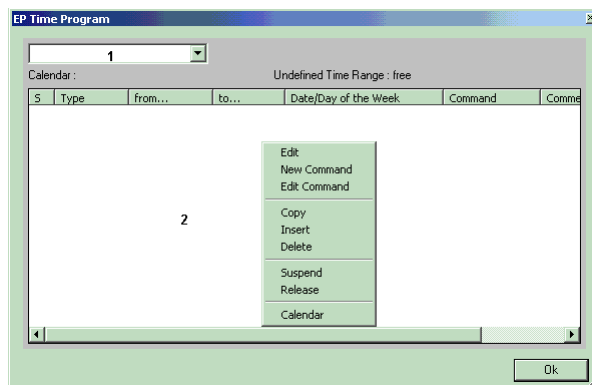 EP Time Program
1
Calendar : Undefined Time Range : free
S Type from... to... Date/Day of the Week Command Comme
Edit
New Command
Edit Command
Copy
2
Insert
Delete
Suspend
Release
Calendar
Ok